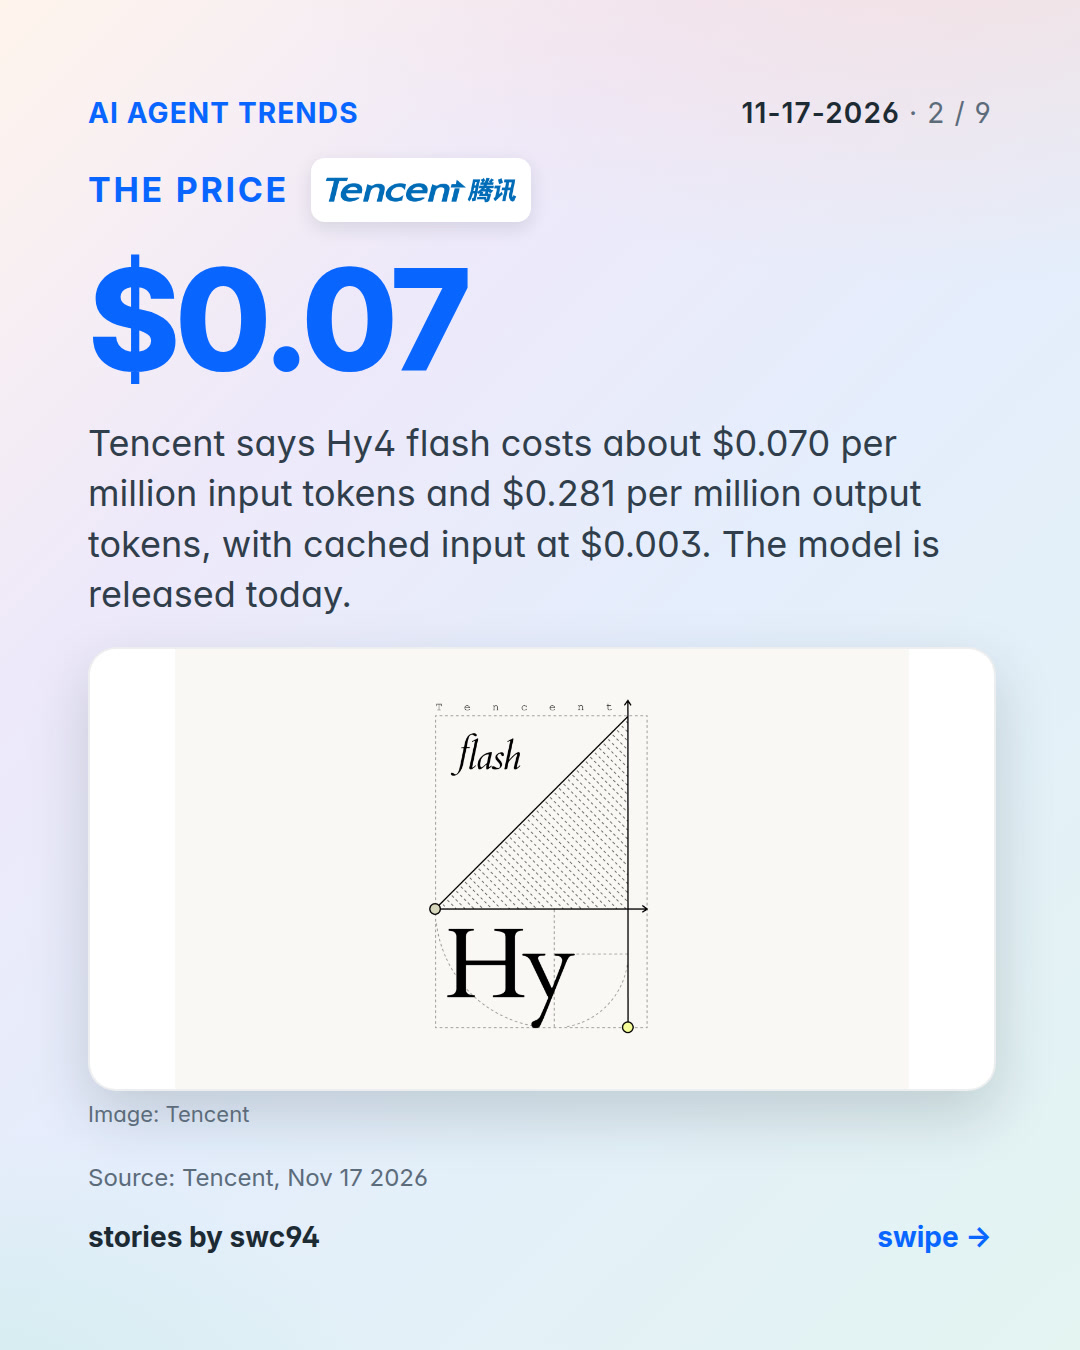 AI AGENT TRENDS
11-17-2026 · 2 / 9
THE PRICE
Tencent 腾讯
$0.07
Tencent says Hy4 flash costs about $0.070 per
million input tokens and $0.281 per million output
tokens, with cached input at $0.003. The model is
released today.
Tencent
flash
Hy
Image: Tencent
Source: Tencent, Nov 17 2026
stories by swc94
swipe →